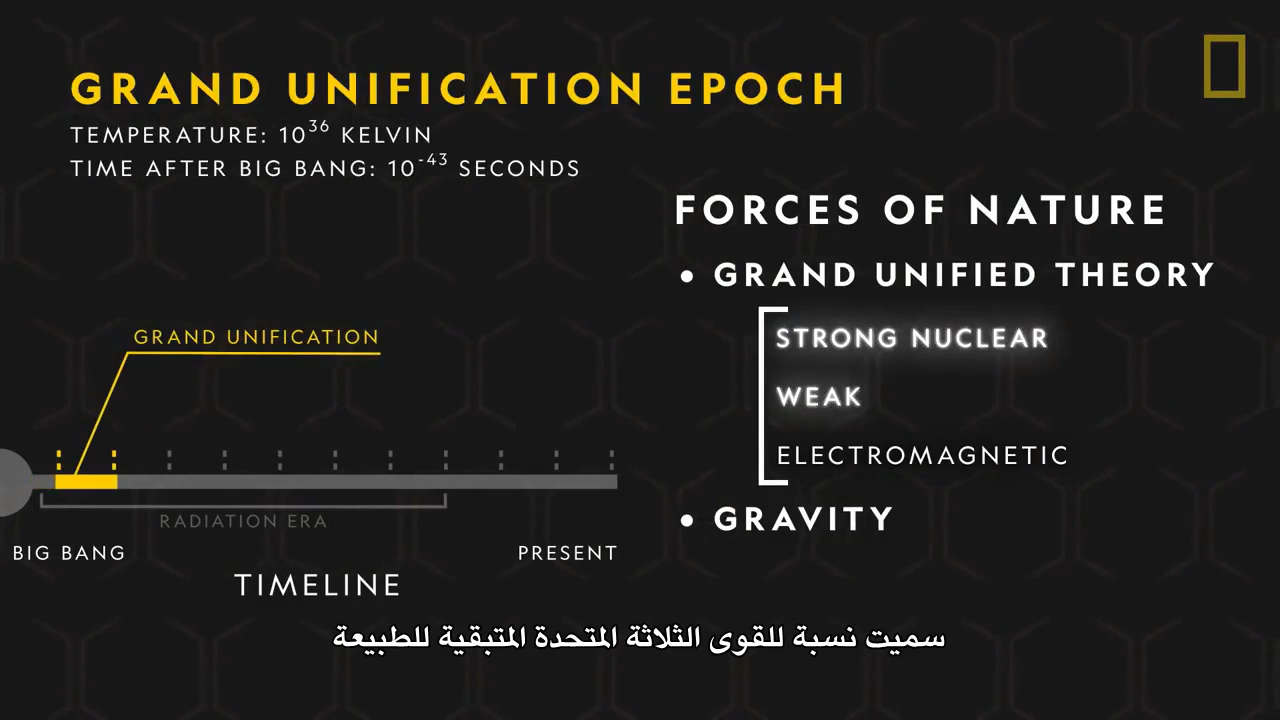 GRAND UNIFICATION EPOCH
TEMPERATURE: 10³⁶ KELVIN
TIME AFTER BIG BANG: 10⁻⁴³ SECONDS
FORCES OF NATURE
• GRAND UNIFIED THEORY
STRONG NUCLEAR
WEAK
ELECTROMAGNETIC
• GRAVITY
GRAND UNIFICATION
RADIATION ERA
BIG BANG
PRESENT
TIMELINE
سميت نسبة للقوى الثلاثة المتحدة المتبقية للطبيعة